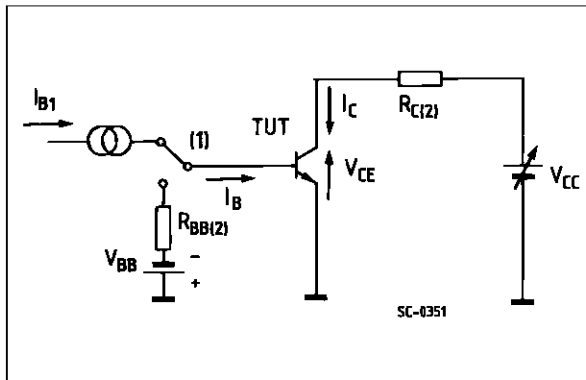 I_B1
(1)
TUT
I_C
R_C(2)
V_CE
V_CC
I_B
R_BB(2)
V_BB
-
+
SC-0351